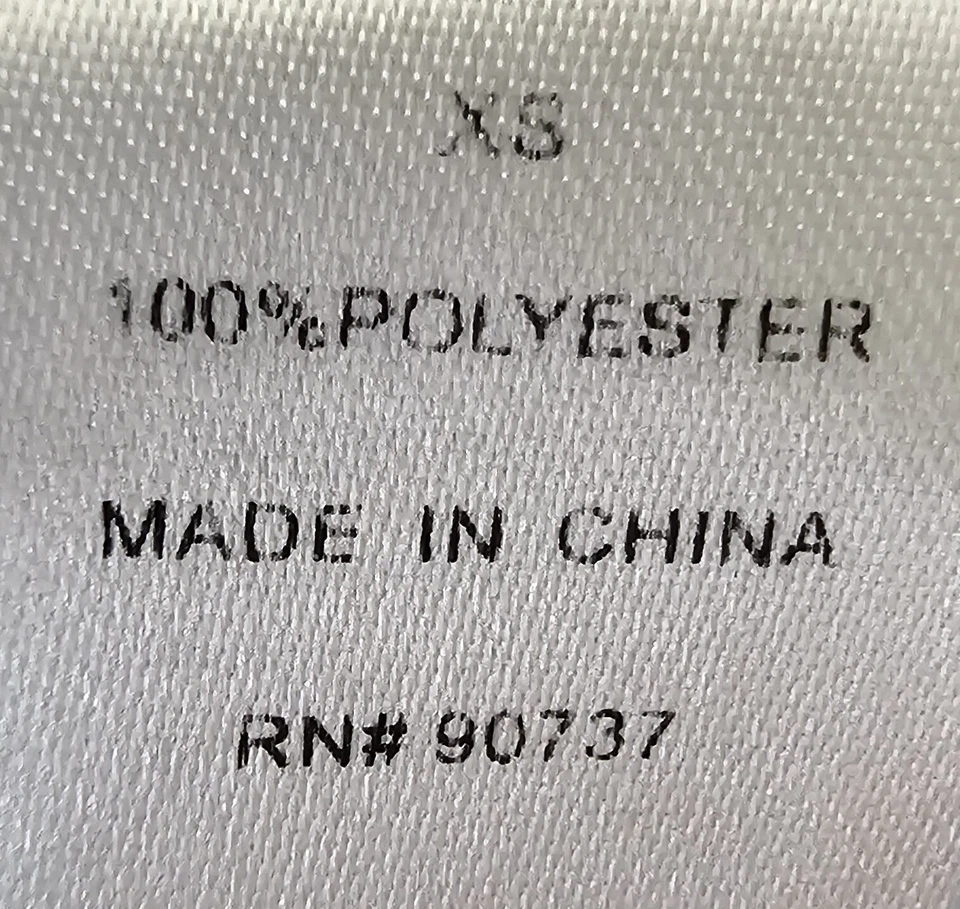 XS
100%POLYESTER
MADE IN CHINA
RN# 90737